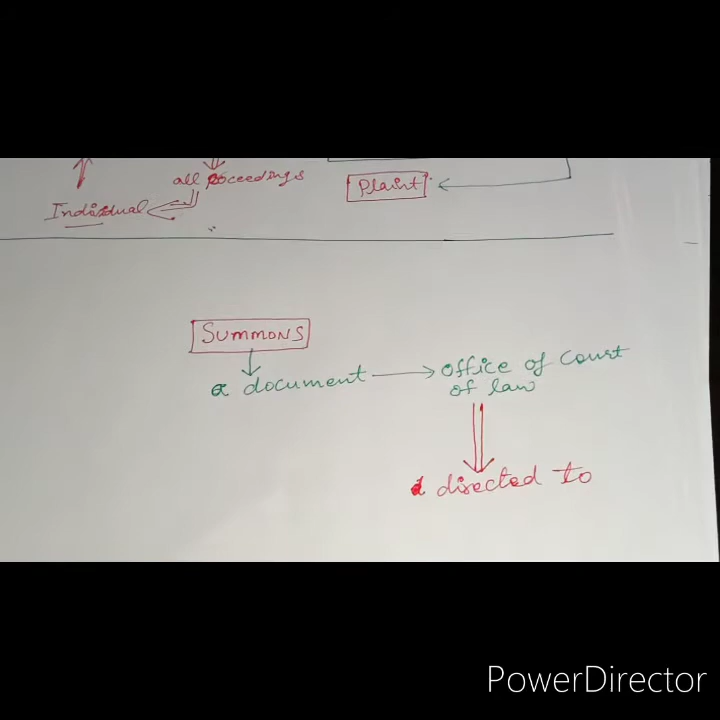 all proceedings
Plaint
Individual
SUMMONS
a document
office of court
of law
directed to
PowerDirector